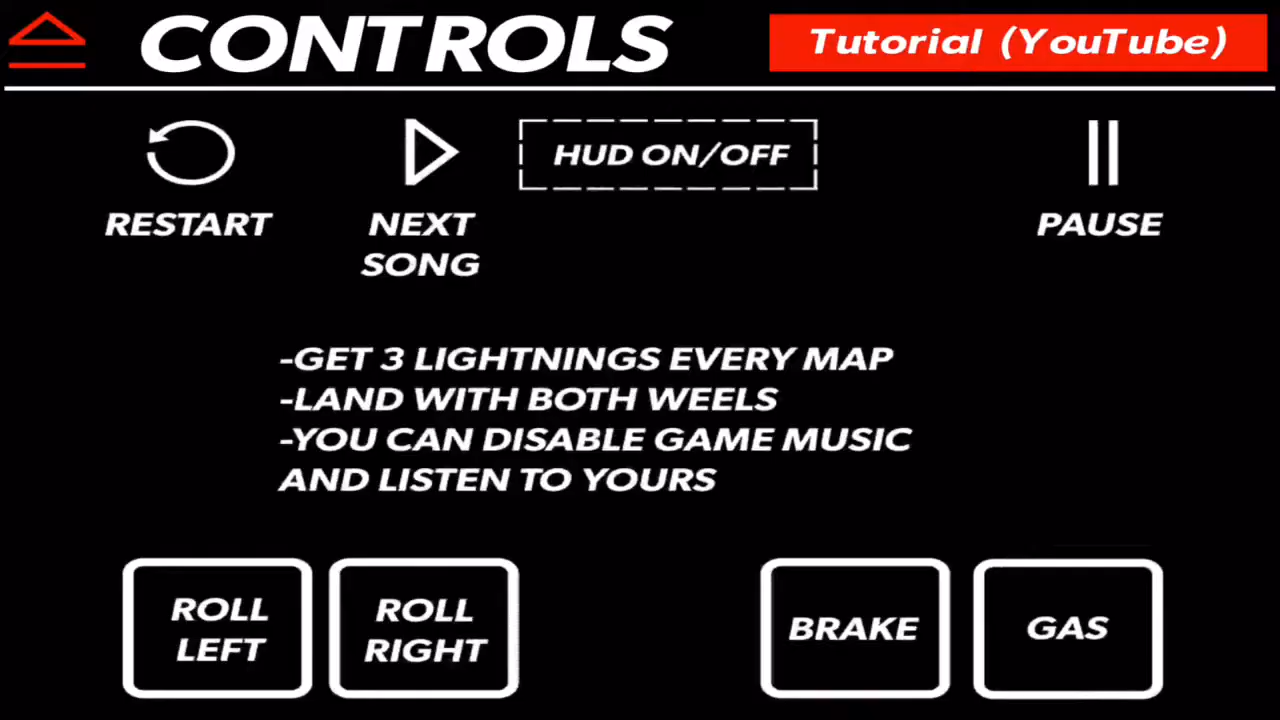 CONTROLS
Tutorial (YouTube)
HUD ON/OFF
RESTART
NEXT
SONG
PAUSE
-GET 3 LIGHTNINGS EVERY MAP
-LAND WITH BOTH WEELS
-YOU CAN DISABLE GAME MUSIC
AND LISTEN TO YOURS
ROLL
LEFT
ROLL
RIGHT
BRAKE
GAS